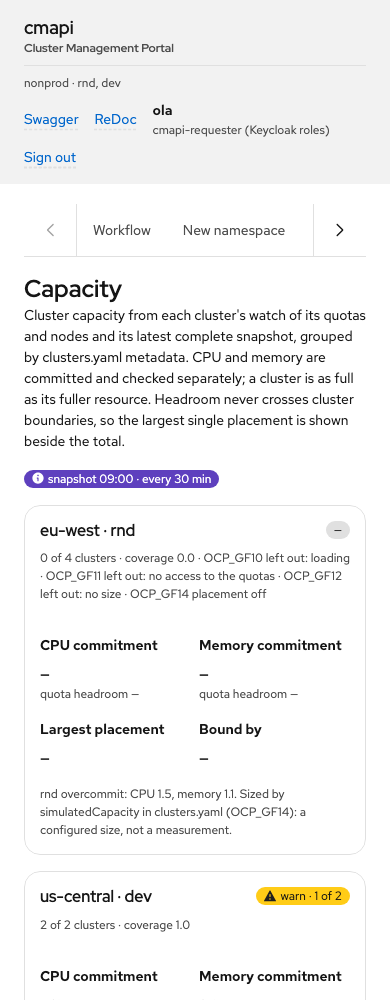 cmapi
Cluster Management Portal
nonprod · rnd, dev
Swagger ReDoc ola
cmapi-requester (Keycloak roles)
Sign out
Workflow New namespace
Capacity
Cluster capacity from each cluster's watch of its quotas
and nodes and its latest complete snapshot, grouped
by clusters.yaml metadata. CPU and memory are
committed and checked separately; a cluster is as full
as its fuller resource. Headroom never crosses cluster
boundaries, so the largest single placement is shown
beside the total.
snapshot 09:00 · every 30 min
eu-west · rnd –
0 of 4 clusters · coverage 0.0 · OCP_GF10 left out: loading
· OCP_GF11 left out: no access to the quotas · OCP_GF12
left out: no size · OCP_GF14 placement off
CPU commitment Memory commitment
– –
quota headroom – quota headroom –
Largest placement Bound by
– –
rnd overcommit: CPU 1.5, memory 1.1. Sized by
simulatedCapacity in clusters.yaml (OCP_GF14): a
configured size, not a measurement.
us-central · dev warn · 1 of 2
2 of 2 clusters · coverage 1.0
CPU commitment Memory commitment